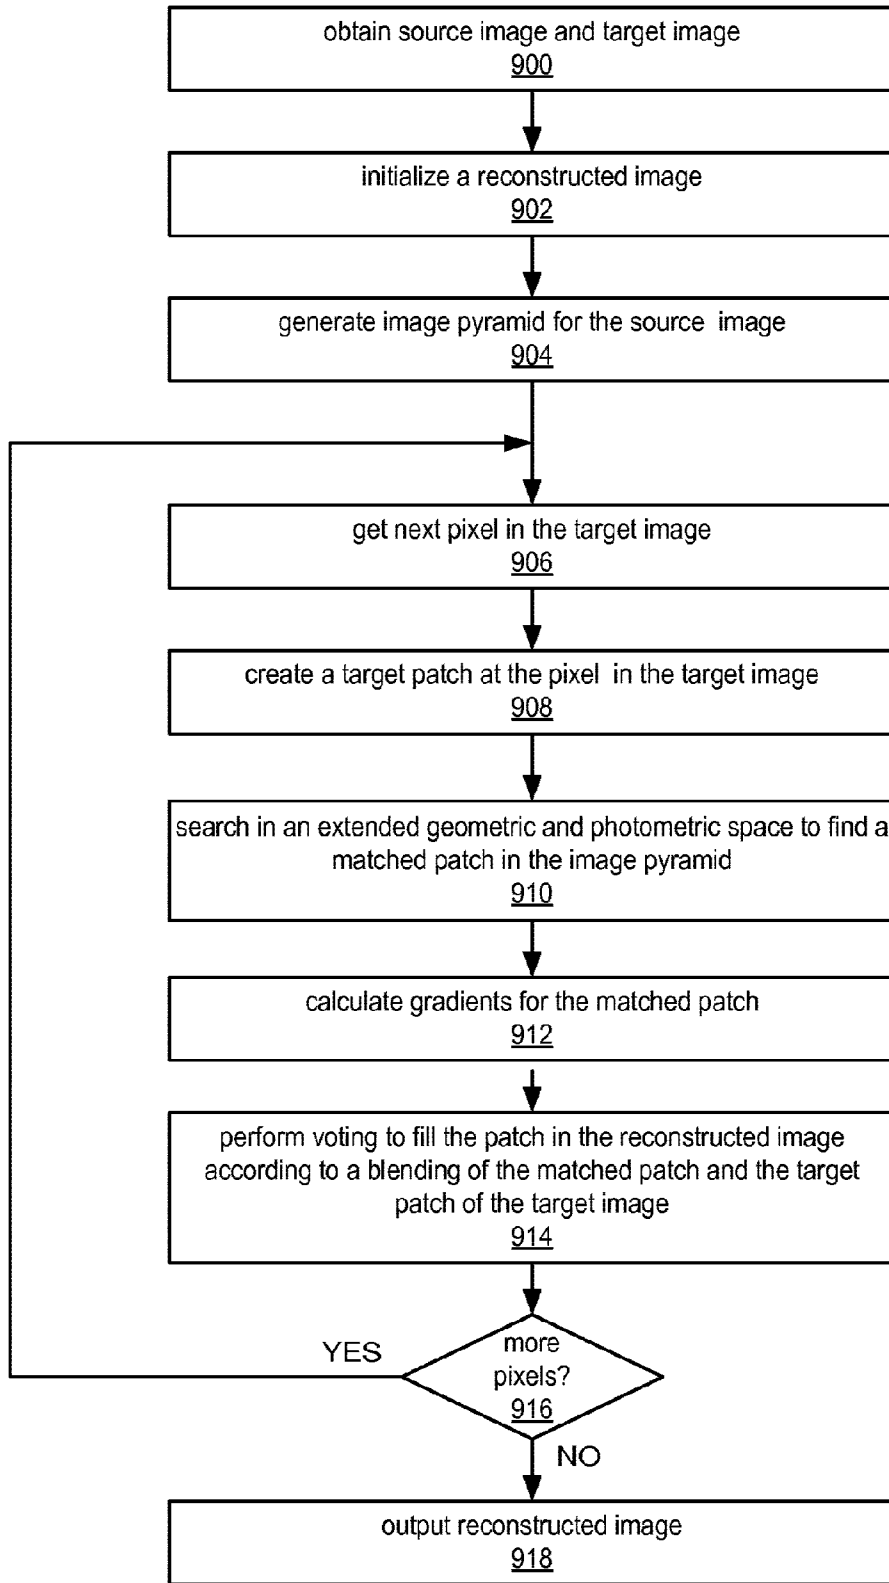 obtain source image and target image
900
initialize a reconstructed image
902
generate image pyramid for the source image
904
get next pixel in the target image
906
create a target patch at the pixel in the target image
908
search in an extended geometric and photometric space to find a
matched patch in the image pyramid
910
calculate gradients for the matched patch
912
perform voting to fill the patch in the reconstructed image
according to a blending of the matched patch and the target
patch of the target image
914
YES
more
pixels?
916
NO
output reconstructed image
918